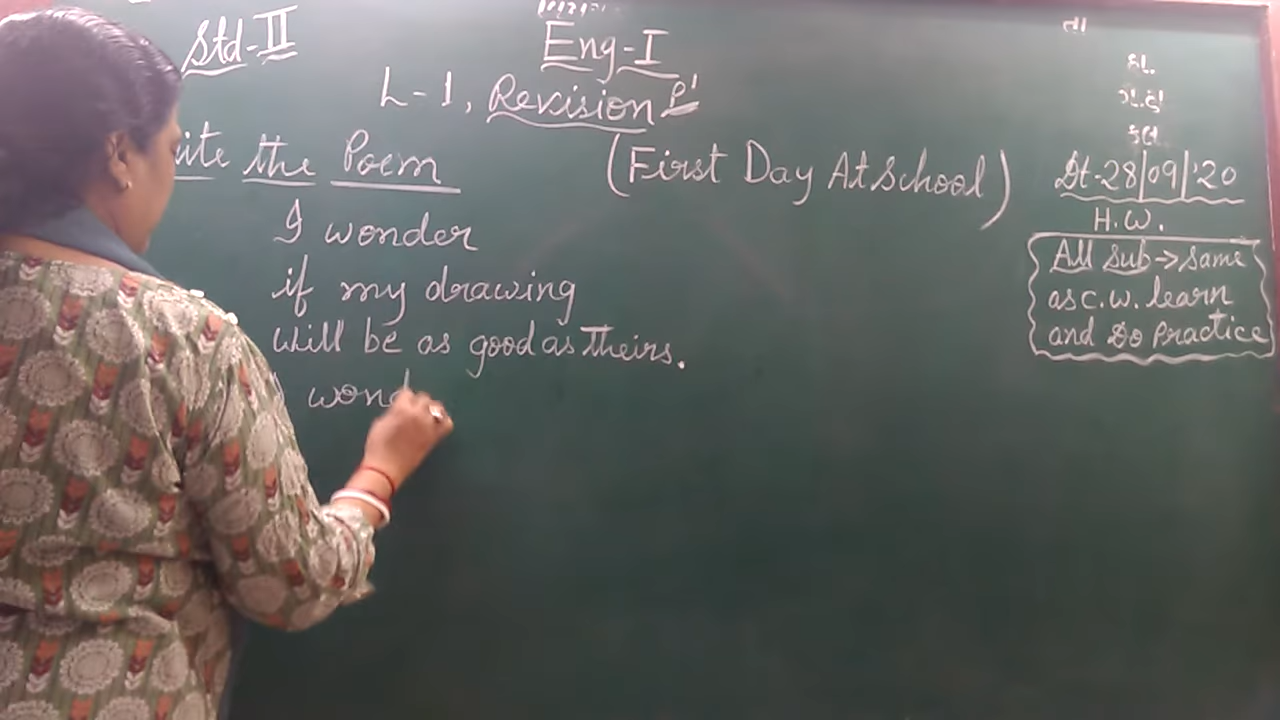 Std-II
Eng-I
L-1, Revision P'
ite the Poem
(First Day At School)
I wonder
if my drawing
will be as good as Theirs.
won
તા
Dt-28/09/'20
H.W.
All Sub→Same
as c.w. learn
and Do Practice